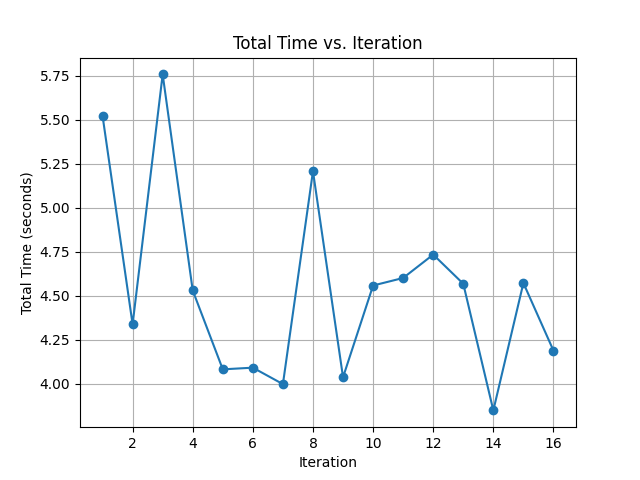 Total Time vs. Iteration
Total Time (seconds)
5.75
5.50
5.25
5.00
4.75
4.50
4.25
4.00
2 4 6 8 10 12 14 16
Iteration